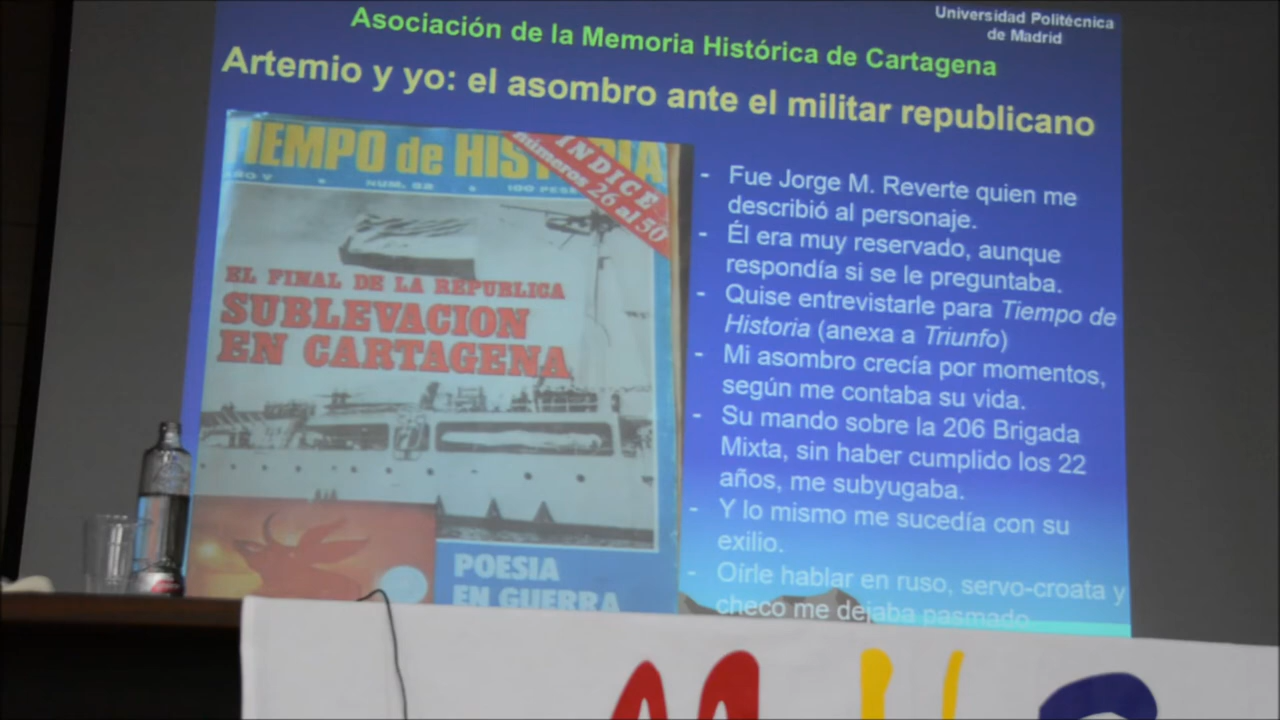 Universidad Politécnica
de Madrid
Asociación de la Memoria Histórica de Cartagena
Artemio y yo: el asombro ante el militar republicano
TIEMPO de HISTORIA
INDICE
números 26 al 50
AÑO V
NUM. 52
100 PESE
EL FINAL DE LA REPUBLICA
SUBLEVACION
EN CARTAGENA
POESIA
EN GUERRA
- Fue Jorge M. Reverte quien me
describió al personaje.
- Él era muy reservado, aunque
respondía si se le preguntaba.
- Quise entrevistarle para Tiempo de
Historia (anexa a Triunfo)
- Mi asombro crecía por momentos,
según me contaba su vida.
- Su mando sobre la 206 Brigada
Mixta, sin haber cumplido los 22
años, me subyugaba.
- Y lo mismo me sucedía con su
exilio.
- Oírle hablar en ruso, servo-croata y
checo me dejaba pasmado